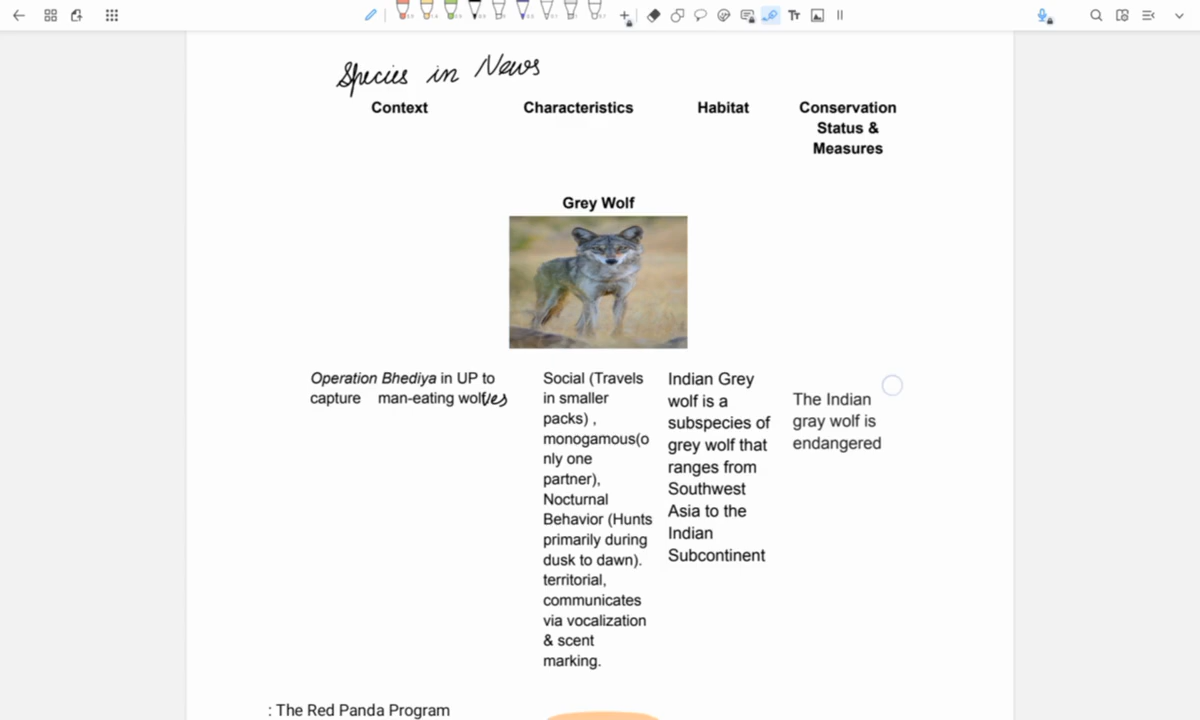 Species in News
Context
Characteristics
Habitat
Conservation
Status &
Measures
Grey Wolf
Operation Bhediya in UP to
capture man-eating wolves
Social (Travels
in smaller
packs) ,
monogamous(o
nly one
partner),
Nocturnal
Behavior (Hunts
primarily during
dusk to dawn).
territorial,
communicates
via vocalization
& scent
marking.
Indian Grey
wolf is a
subspecies of
grey wolf that
ranges from
Southwest
Asia to the
Indian
Subcontinent
The Indian
gray wolf is
endangered
: The Red Panda Program